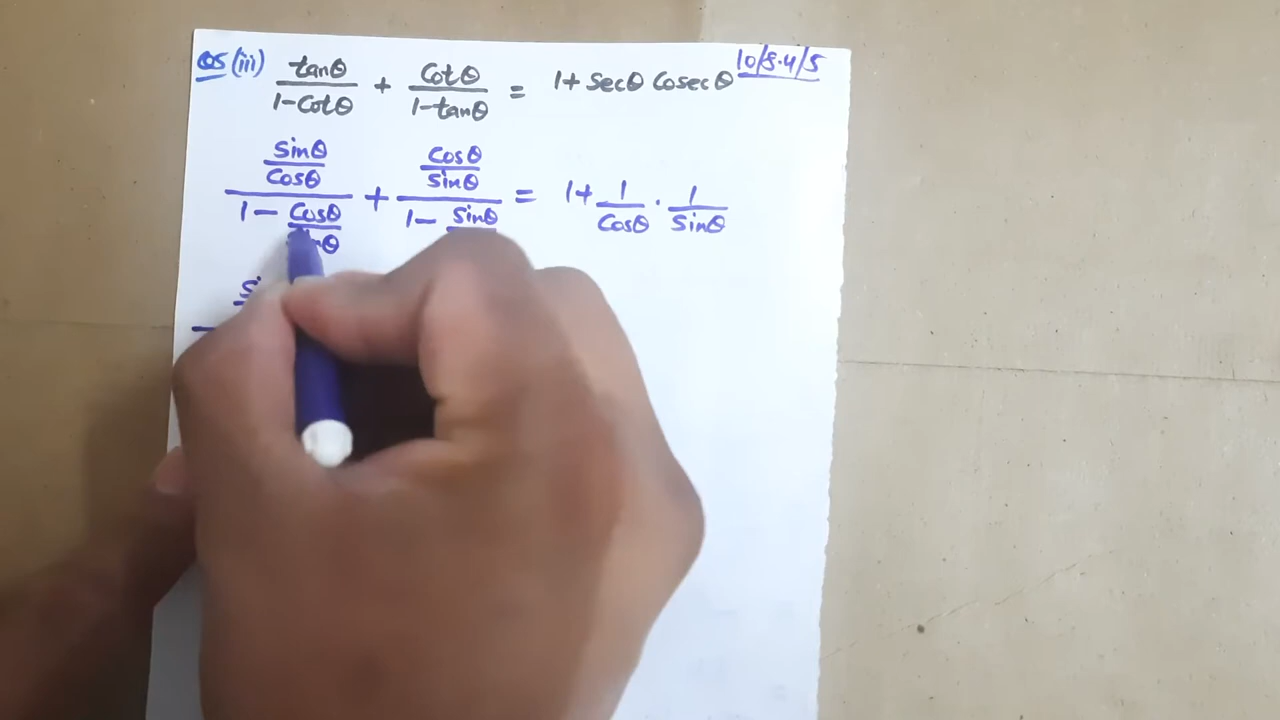 Q5 (iii) tanθ/1-Cotθ + Cotθ/1-tanθ = 1+ Secθ Cosecθ 10/8.4/5
Sinθ/Cosθ/1- Cosθ/Sinθ + Cosθ/Sinθ/1- Sinθ = 1+ 1/Cosθ . 1/Sinθ